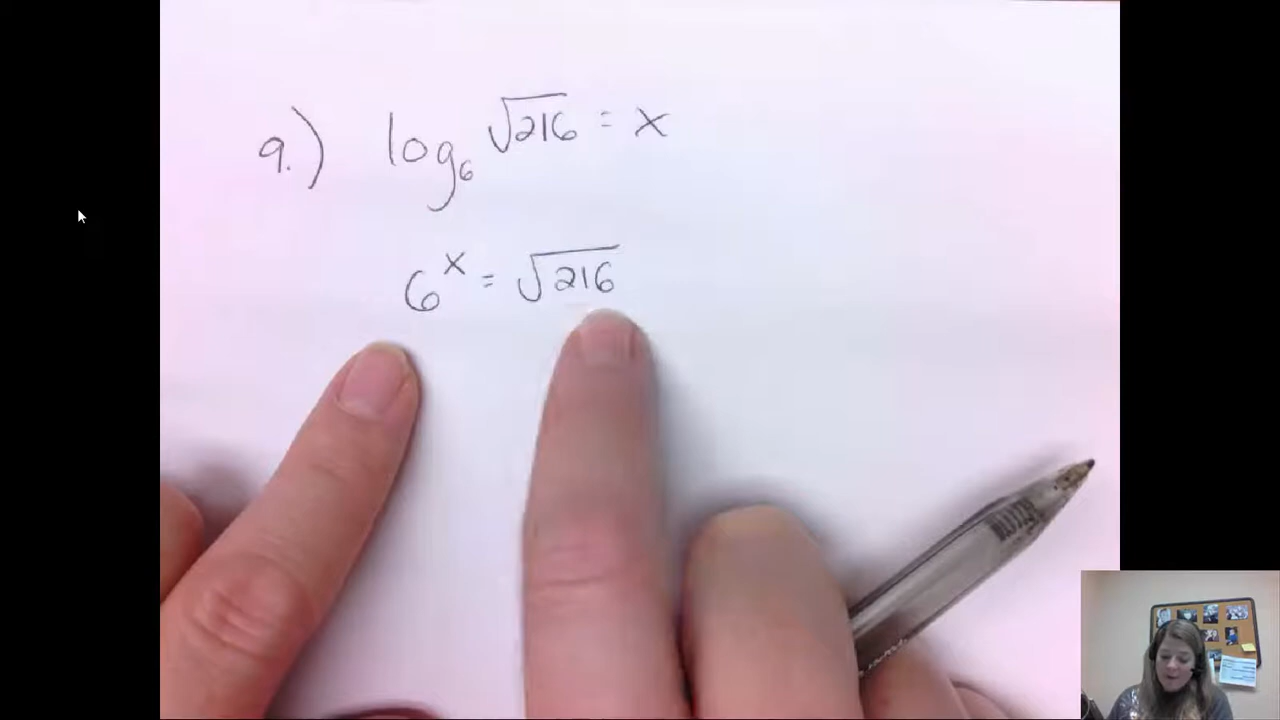 9.) log₆ √216 = x
6ˣ = √216